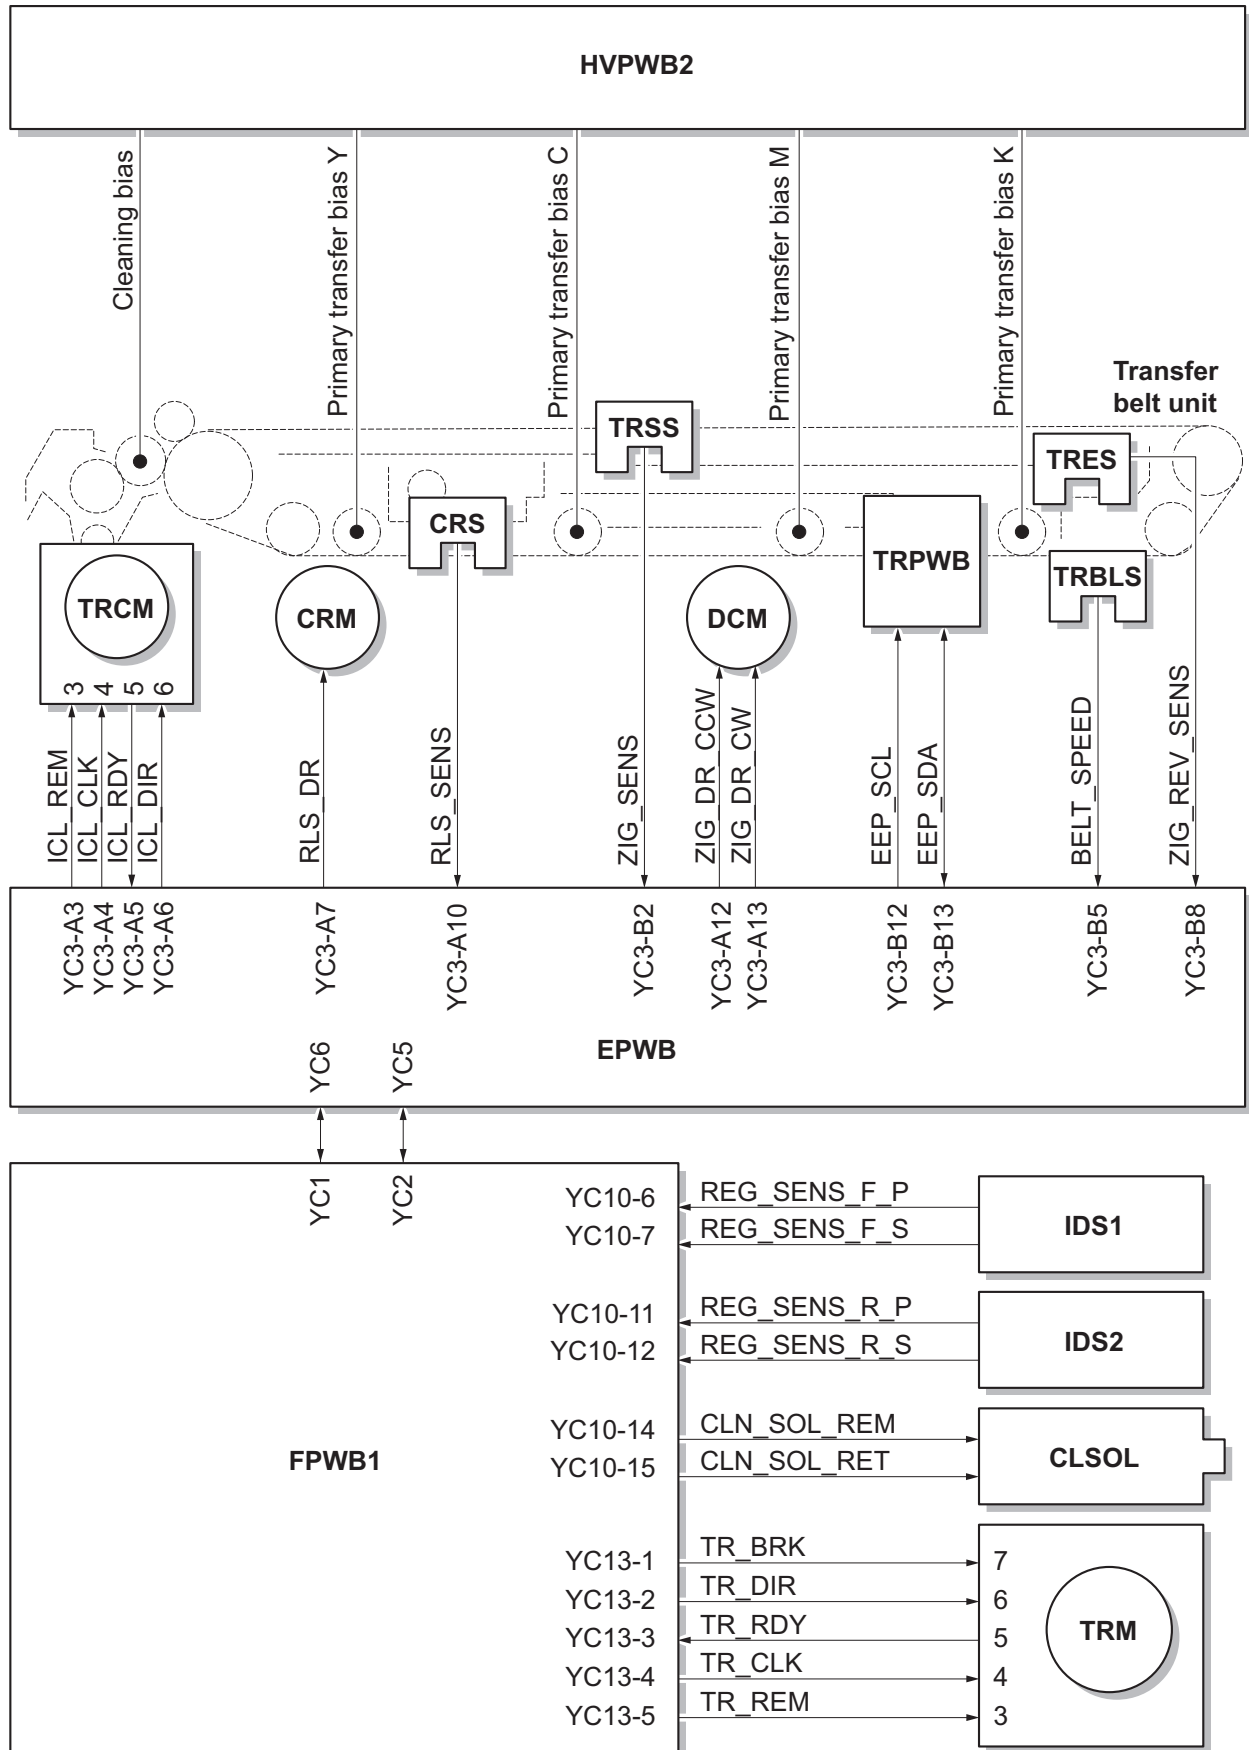 HVPWB2
Cleaning bias
Primary transfer bias Y
Primary transfer bias C
Primary transfer bias M
Primary transfer bias K
Transfer
belt unit
TRSS
TRES
CRS
TRPWB
TRBLS
TRCM
CRM
DCM
3
4
5
6
ICL_REM
ICL_CLK
ICL_RDY
ICL_DIR
RLS_DR
RLS_SENS
ZIG_SENS
ZIG_DR_CCW
ZIG_DR_CW
EEP_SCL
EEP_SDA
BELT_SPEED
ZIG_REV_SENS
YC3-A3
YC3-A4
YC3-A5
YC3-A6
YC3-A7
YC3-A10
YC3-B2
YC3-A12
YC3-A13
YC3-B12
YC3-B13
YC3-B5
YC3-B8
EPWB
YC6
YC5
YC1
YC2
YC10-6 REG_SENS_F_P
YC10-7 REG_SENS_F_S
IDS1
YC10-11 REG_SENS_R_P
YC10-12 REG_SENS_R_S
IDS2
YC10-14 CLN_SOL_REM
YC10-15 CLN_SOL_RET
CLSOL
FPWB1
YC13-1 TR_BRK 7
YC13-2 TR_DIR 6
YC13-3 TR_RDY 5
YC13-4 TR_CLK 4
YC13-5 TR_REM 3
TRM